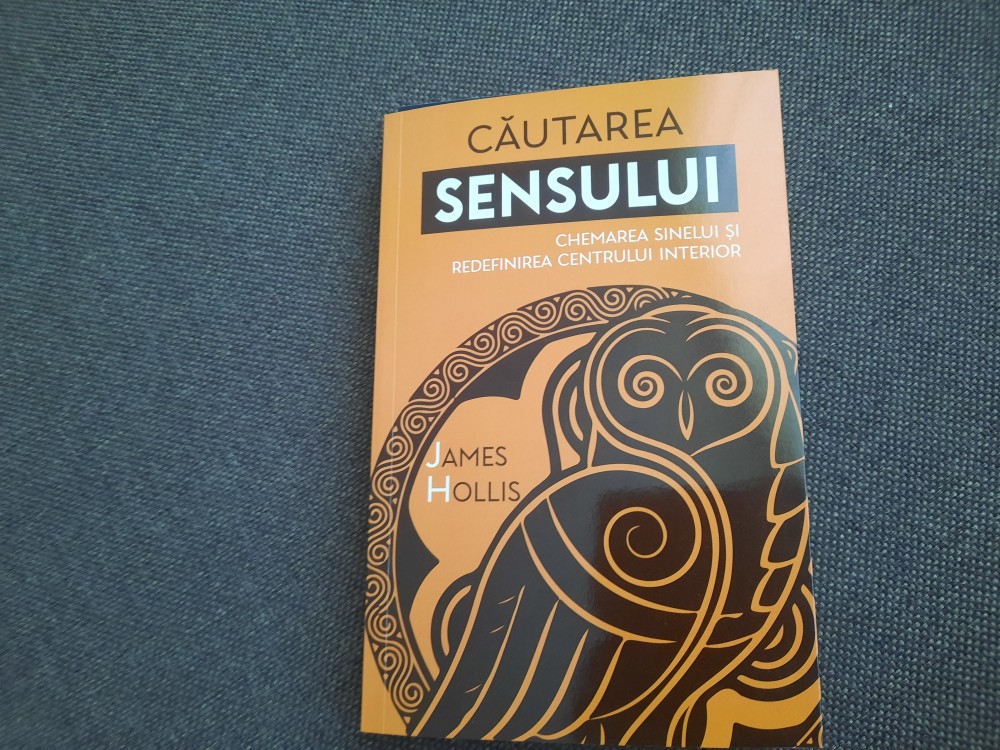 CĂUTAREA
SENSULUI
CHEMAREA SINELUI ȘI
REDEFINIREA CENTRULUI INTERIOR
JAMES
HOLLIS